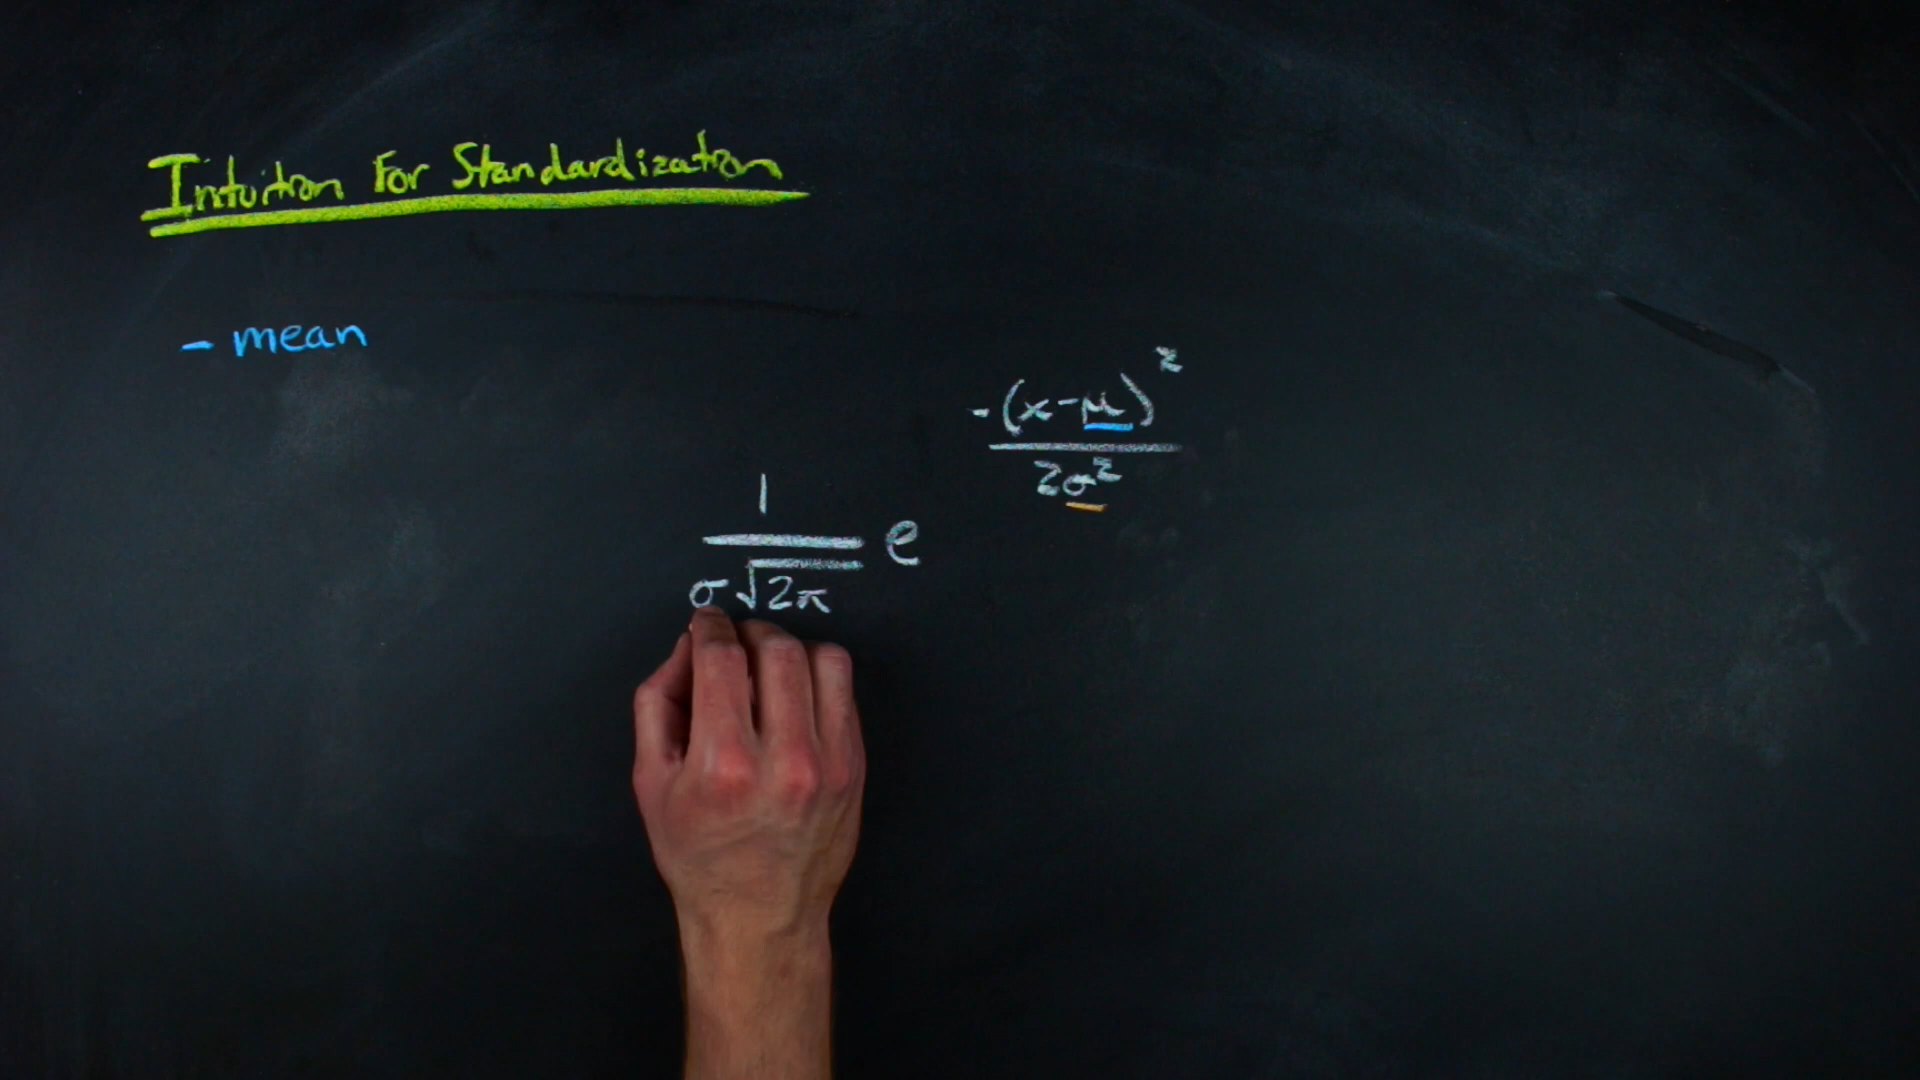 Intuition For Standardization
- mean
-(x-μ)²
2σ²
1
e
σ√2π